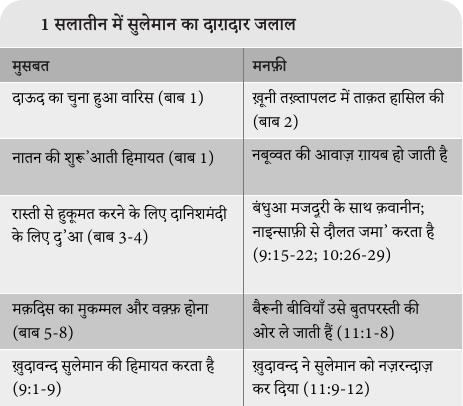 1 सलातीन में सुलेमान का दाग़दार जलाल
मुसबत
मनफ़ी
दाऊद का चुना हुआ वारिस (बाब 1)
ख़ूनी तख़्तापलट में ताक़त हासिल की
(बाब 2)
नातन की शुरू’आती हिमायत (बाब 1)
नबूव्वत की आवाज़ ग़ायब हो जाती है
रास्ती से हुकूमत करने के लिए दानिशमंदी
के लिए दु’आ (बाब 3-4)
बंधुआ मजदूरी के साथ क़वानीन;
नाइन्साफ़ी से दौलत जमा’ करता है
(9:15-22; 10:26-29)
मक़दिस का मुकम्मल और वक़्फ़ होना
(बाब 5-8)
बैरूनी बीवियाँ उसे बुतपरस्ती की
ओर ले जाती हैं (11:1-8)
ख़ुदावन्द सुलेमान की हिमायत करता है
(9:1-9)
ख़ुदावन्द ने सुलेमान को नज़रन्दाज़
कर दिया (11:9-12)